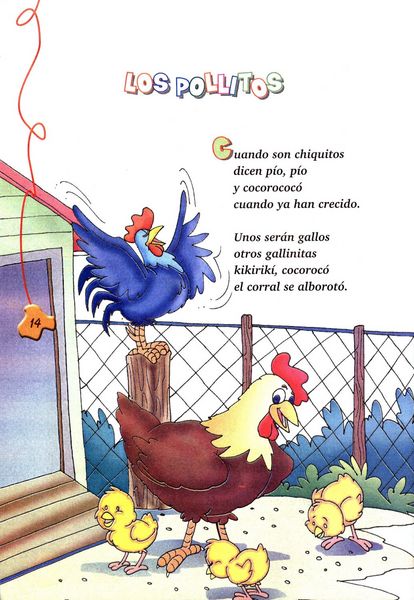 LOS POLLITOS
Cuando son chiquitos
dicen pío, pío
y cocorococó
cuando ya han crecido.
Unos serán gallos
otros gallinitas
kikirikí, cocorocó
el corral se alborotó.
14